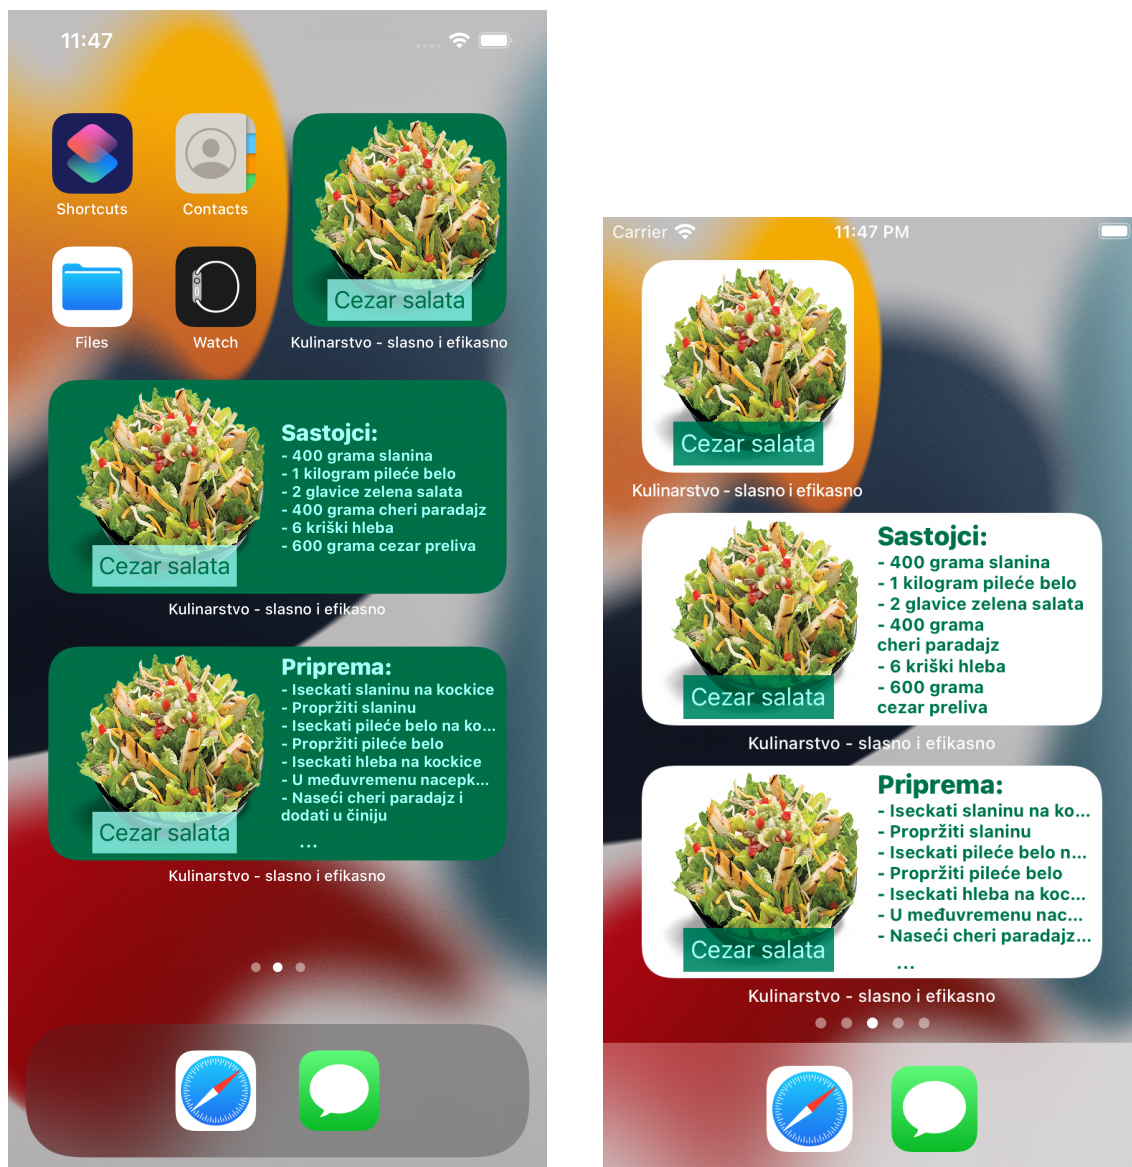 11:47
Shortcuts
Contacts
Files
Watch
Cezar salata
Kulinarstvo - slasno i efikasno
Sastojci:
- 400 grama slanina
- 1 kilogram pileće belo
- 2 glavice zelena salata
- 400 grama cheri paradajz
- 6 kriški hleba
- 600 grama cezar preliva
Cezar salata
Kulinarstvo - slasno i efikasno
Priprema:
- Iseckati slaninu na kockice
- Propržiti slaninu
- Iseckati pileće belo na ko...
- Propržiti pileće belo
- Iseckati hleba na kockice
- U međuvremenu nacepk...
- Naseći cheri paradajz i
dodati u činiju
...
Cezar salata
Kulinarstvo - slasno i efikasno
Carrier
11:47 PM
Cezar salata
Kulinarstvo - slasno i efikasno
Sastojci:
- 400 grama slanina
- 1 kilogram pileće belo
- 2 glavice zelena salata
- 400 grama
cheri paradajz
- 6 kriški hleba
- 600 grama
cezar preliva
Cezar salata
Kulinarstvo - slasno i efikasno
Priprema:
- Iseckati slaninu na ko...
- Propržiti slaninu
- Iseckati pileće belo n...
- Propržiti pileće belo
- Iseckati hleba na koc...
- U međuvremenu nac...
- Naseći cheri paradajz...
...
Cezar salata
Kulinarstvo - slasno i efikasno